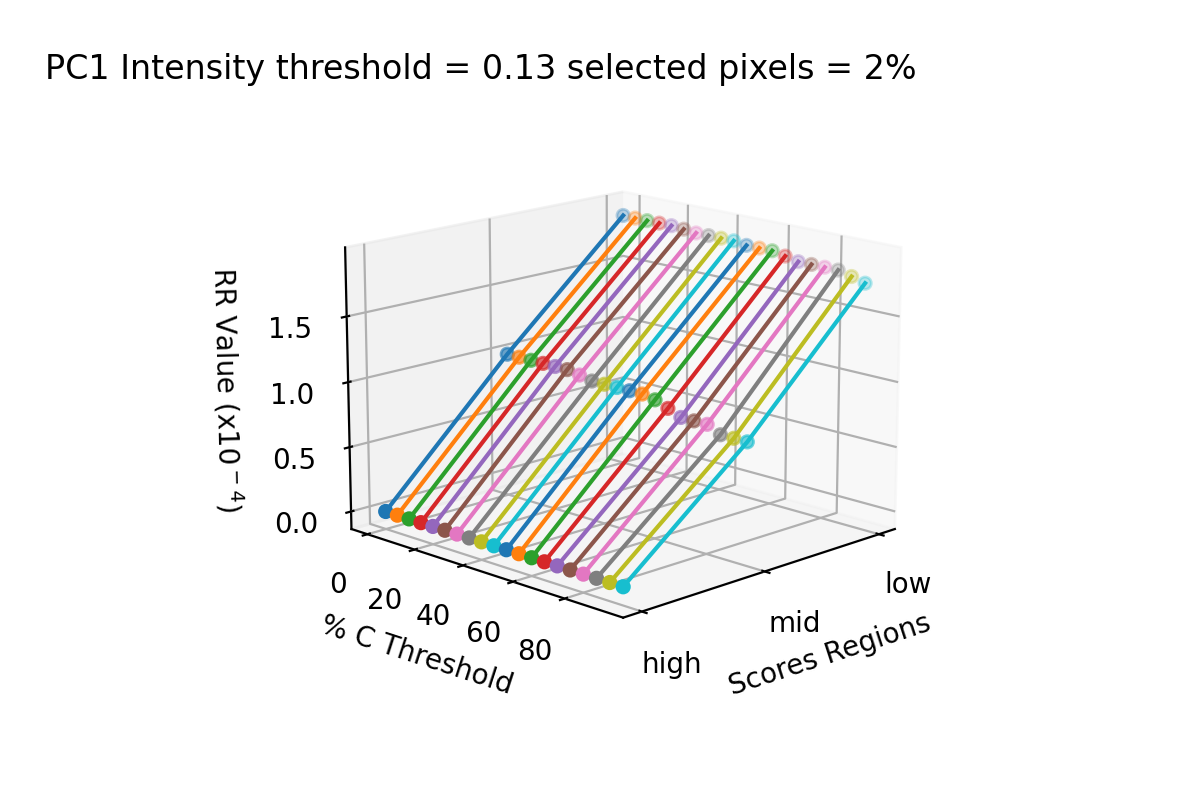 PC1 Intensity threshold = 0.13 selected pixels = 2%
RR Value (x10⁻⁴)
1.5
1.0
0.5
0.0
0
20
40
60
80
% C Threshold
low
mid
high
Scores Regions